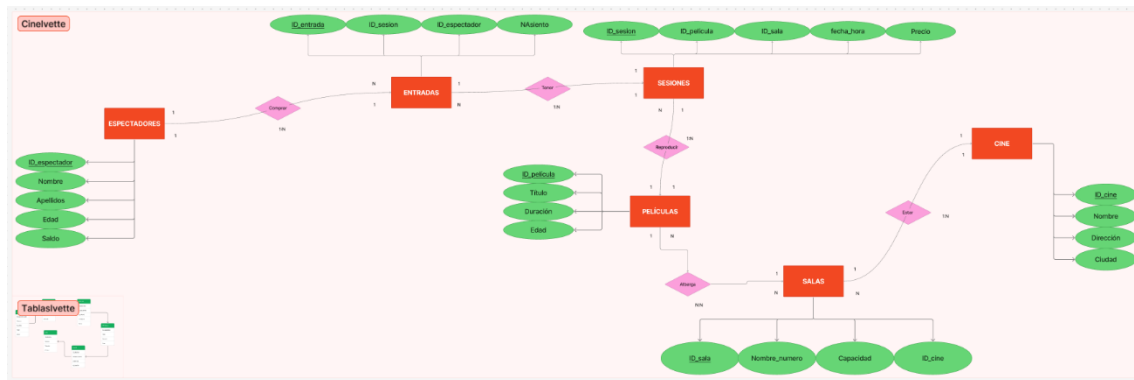 CineIvette
ID_entrada
ID_sesion
ID_espectador
NAsiento
ID_sesion
ID_pelicula
ID_sala
fecha_hora
Precio
ENTRADAS
N
1
1
N
Comprar
1:N
Tener
1:N
SESIONES
1
1
N
1
ESPECTADORES
1
1
ID_espectador
Nombre
Apellidos
Edad
Saldo
Reproducir
1:N
CINE
1
1
ID_cine
Nombre
Dirección
Ciudad
ID_pelicula
Título
Duración
Edad
PELÍCULAS
1
1
1
N
Estar
1:N
Alberga
N:N
SALAS
1
N
1
N
ID_sala
Nombre_numero
Capacidad
ID_cine
TablasIvette